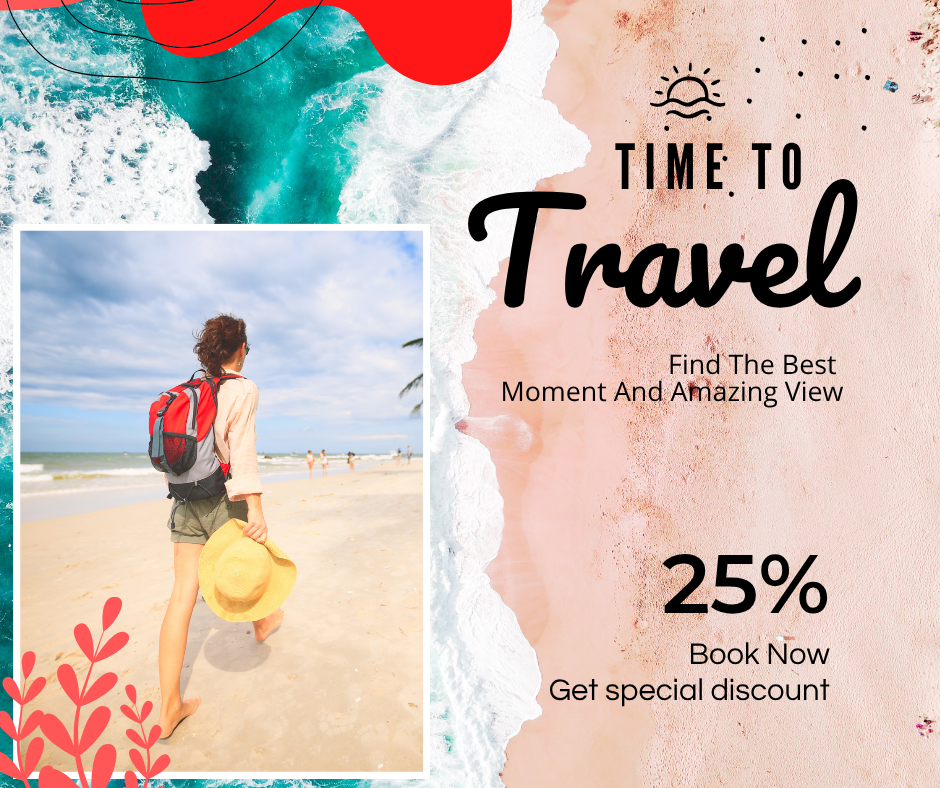 TIME TO
Travel
Find The Best
Moment And Amazing View
25%
Book Now
Get special discount